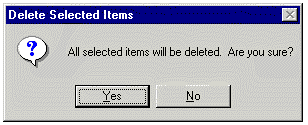 Delete Selected Items
All selected items will be deleted.  Are you sure?
Yes No